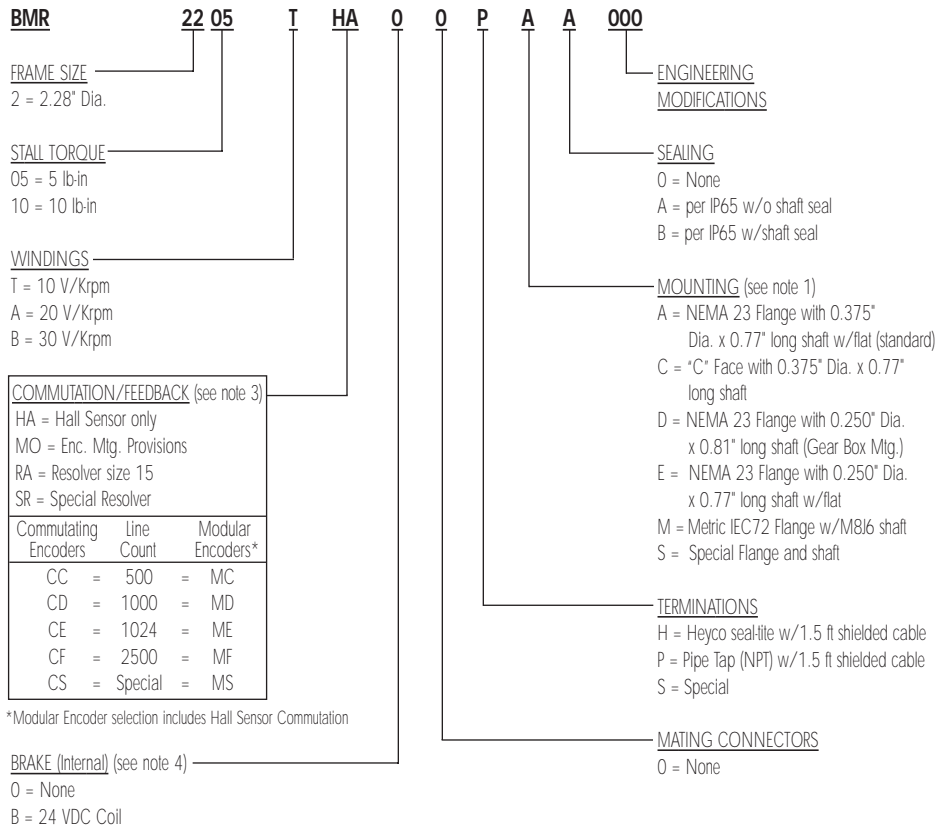 BMR 22 05 T HA 0 0 P A A 000
FRAME SIZE
2 = 2.28" Dia.
STALL TORQUE
05 = 5 lb-in
10 = 10 lb-in
WINDINGS
T = 10 V/Krpm
A = 20 V/Krpm
B = 30 V/Krpm
COMMUTATION/FEEDBACK (see note 3)
HA = Hall Sensor only
MO = Enc. Mtg. Provisions
RA = Resolver size 15
SR = Special Resolver
Commutating Line Modular
Encoders Count Encoders*
CC = 500 = MC
CD = 1000 = MD
CE = 1024 = ME
CF = 2500 = MF
CS = Special = MS
*Modular Encoder selection includes Hall Sensor Commutation
BRAKE (Internal) (see note 4)
0 = None
B = 24 VDC Coil
ENGINEERING
MODIFICATIONS
SEALING
0 = None
A = per IP65 w/o shaft seal
B = per IP65 w/shaft seal
MOUNTING (see note 1)
A = NEMA 23 Flange with 0.375"
Dia. x 0.77" long shaft w/flat (standard)
C = "C" Face with 0.375" Dia. x 0.77"
long shaft
D = NEMA 23 Flange with 0.250" Dia.
x 0.81" long shaft (Gear Box Mtg.)
E = NEMA 23 Flange with 0.250" Dia.
x 0.77" long shaft w/flat
M = Metric IEC72 Flange w/M8J6 shaft
S = Special Flange and shaft
TERMINATIONS
H = Heyco seal-tite w/1.5 ft shielded cable
P = Pipe Tap (NPT) w/1.5 ft shielded cable
S = Special
MATING CONNECTORS
0 = None